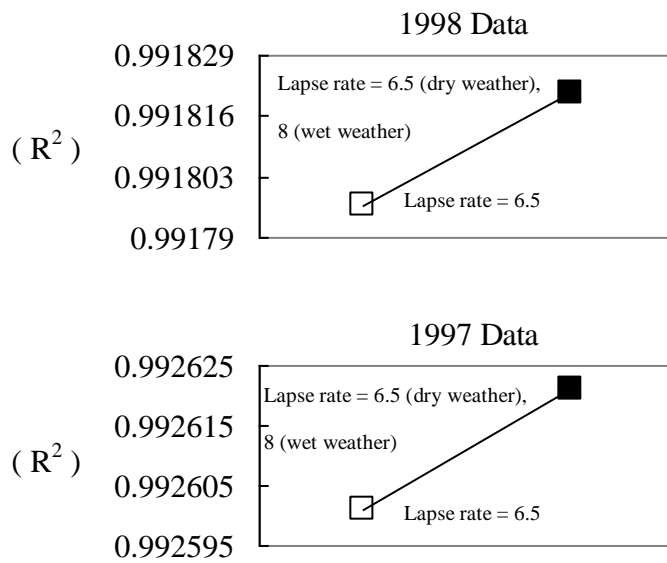 1998 Data
0.991829
Lapse rate = 6.5 (dry weather),
0.991816
8 (wet weather)
( R² )
0.991803
Lapse rate = 6.5
0.99179
1997 Data
0.992625
Lapse rate = 6.5 (dry weather),
0.992615
8 (wet weather)
( R² )
0.992605
Lapse rate = 6.5
0.992595